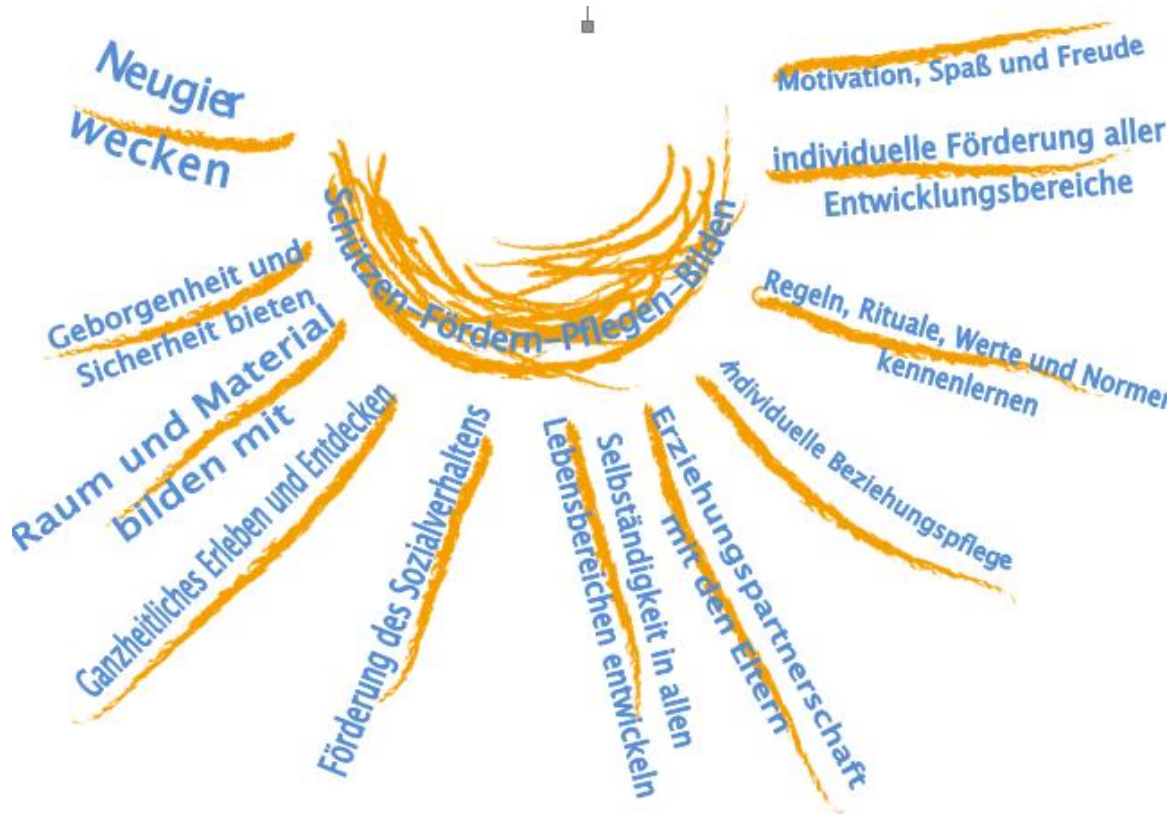 Neugier
wecken
Geborgenheit und
Sicherheit bieten
Raum und Material
bilden mit
Ganzheitliches Erleben und Entdecken
Förderung des Sozialverhaltens
Selbständigkeit in allen
Lebensbereichen entwickeln
Erziehungspartnerschaft
mit den Eltern
individuelle Beziehungspflege
Regeln, Rituale, Werte und Normen
kennenlernen
individuelle Förderung aller
Entwicklungsbereiche
Motivation, Spaß und Freude
Schützen-Fördern-Pflegen-Bilden